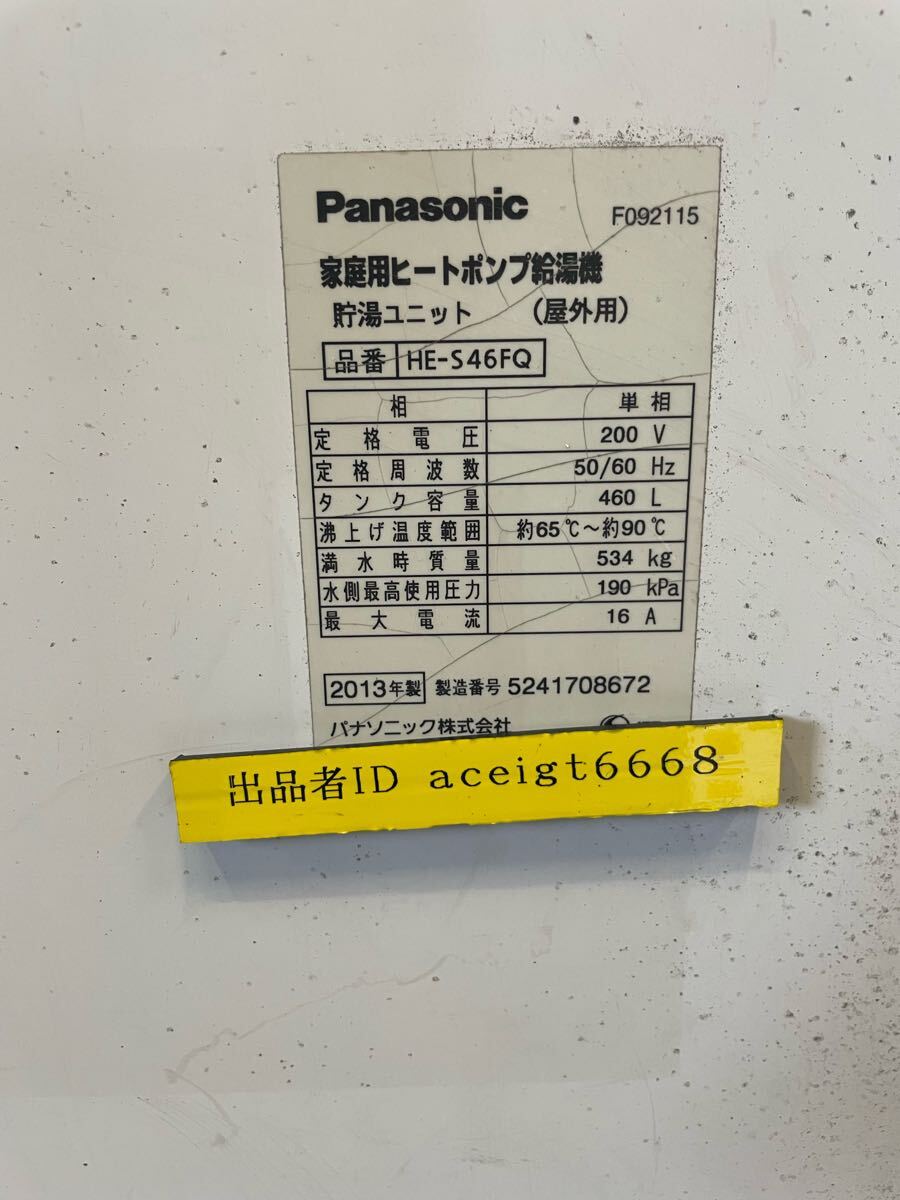 Panasonic F092115
家庭用ヒートポンプ給湯機
貯湯ユニット (屋外用)
品番 HE-S46FQ
相 単相
定格電圧 200 V
定格周波数 50/60 Hz
タンク容量 460 L
沸上げ温度範囲 約65℃～約90℃
満水時質量 534 kg
水側最高使用圧力 190 kPa
最大電流 16 A
2013年製 製造番号 5241708672
パナソニック株式会社
出品者ID aceigt6668